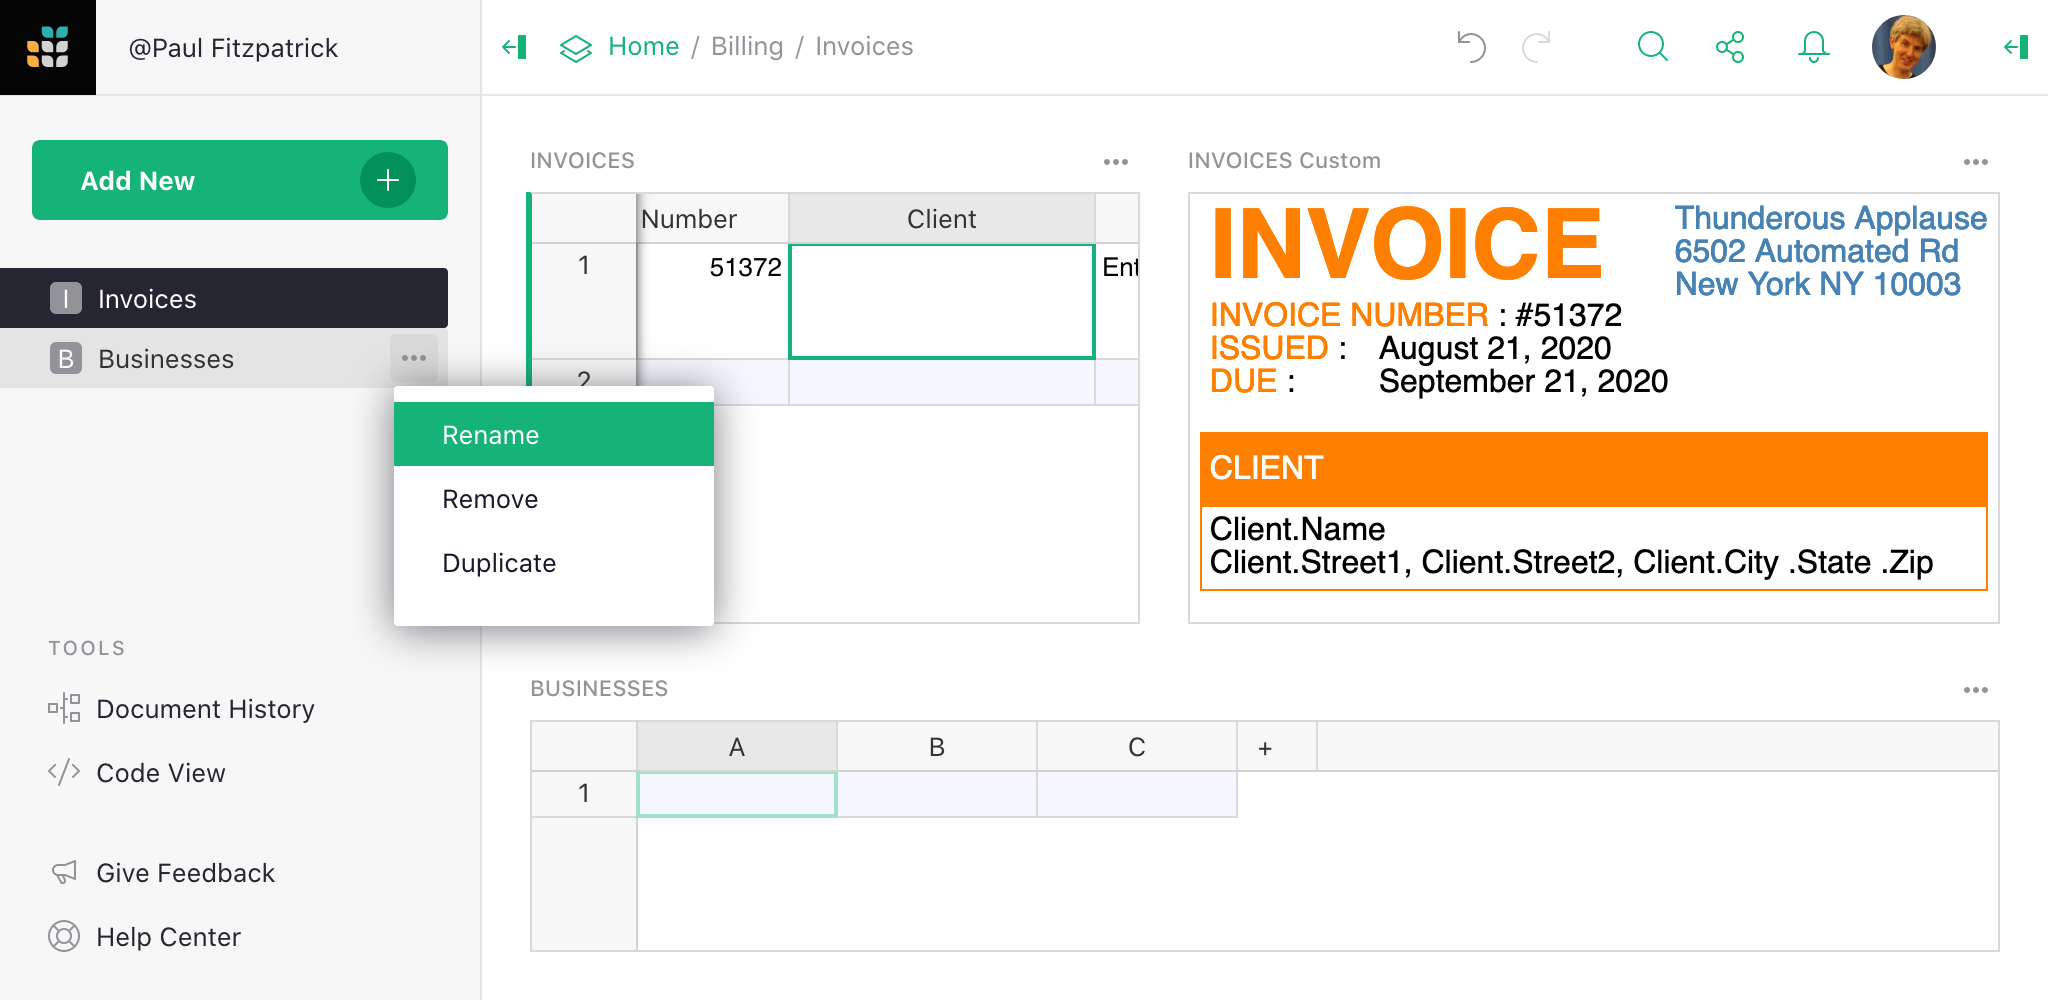 @Paul Fitzpatrick
Home / Billing / Invoices
Add New
I Invoices
B Businesses
Rename
Remove
Duplicate
TOOLS
Document History
Code View
Give Feedback
Help Center
INVOICES
Number Client
1 51372 Ent
2
INVOICES Custom
INVOICE
Thunderous Applause
6502 Automated Rd
New York NY 10003
INVOICE NUMBER : #51372
ISSUED : August 21, 2020
DUE : September 21, 2020
CLIENT
Client.Name
Client.Street1, Client.Street2, Client.City .State .Zip
BUSINESSES
A B C +
1